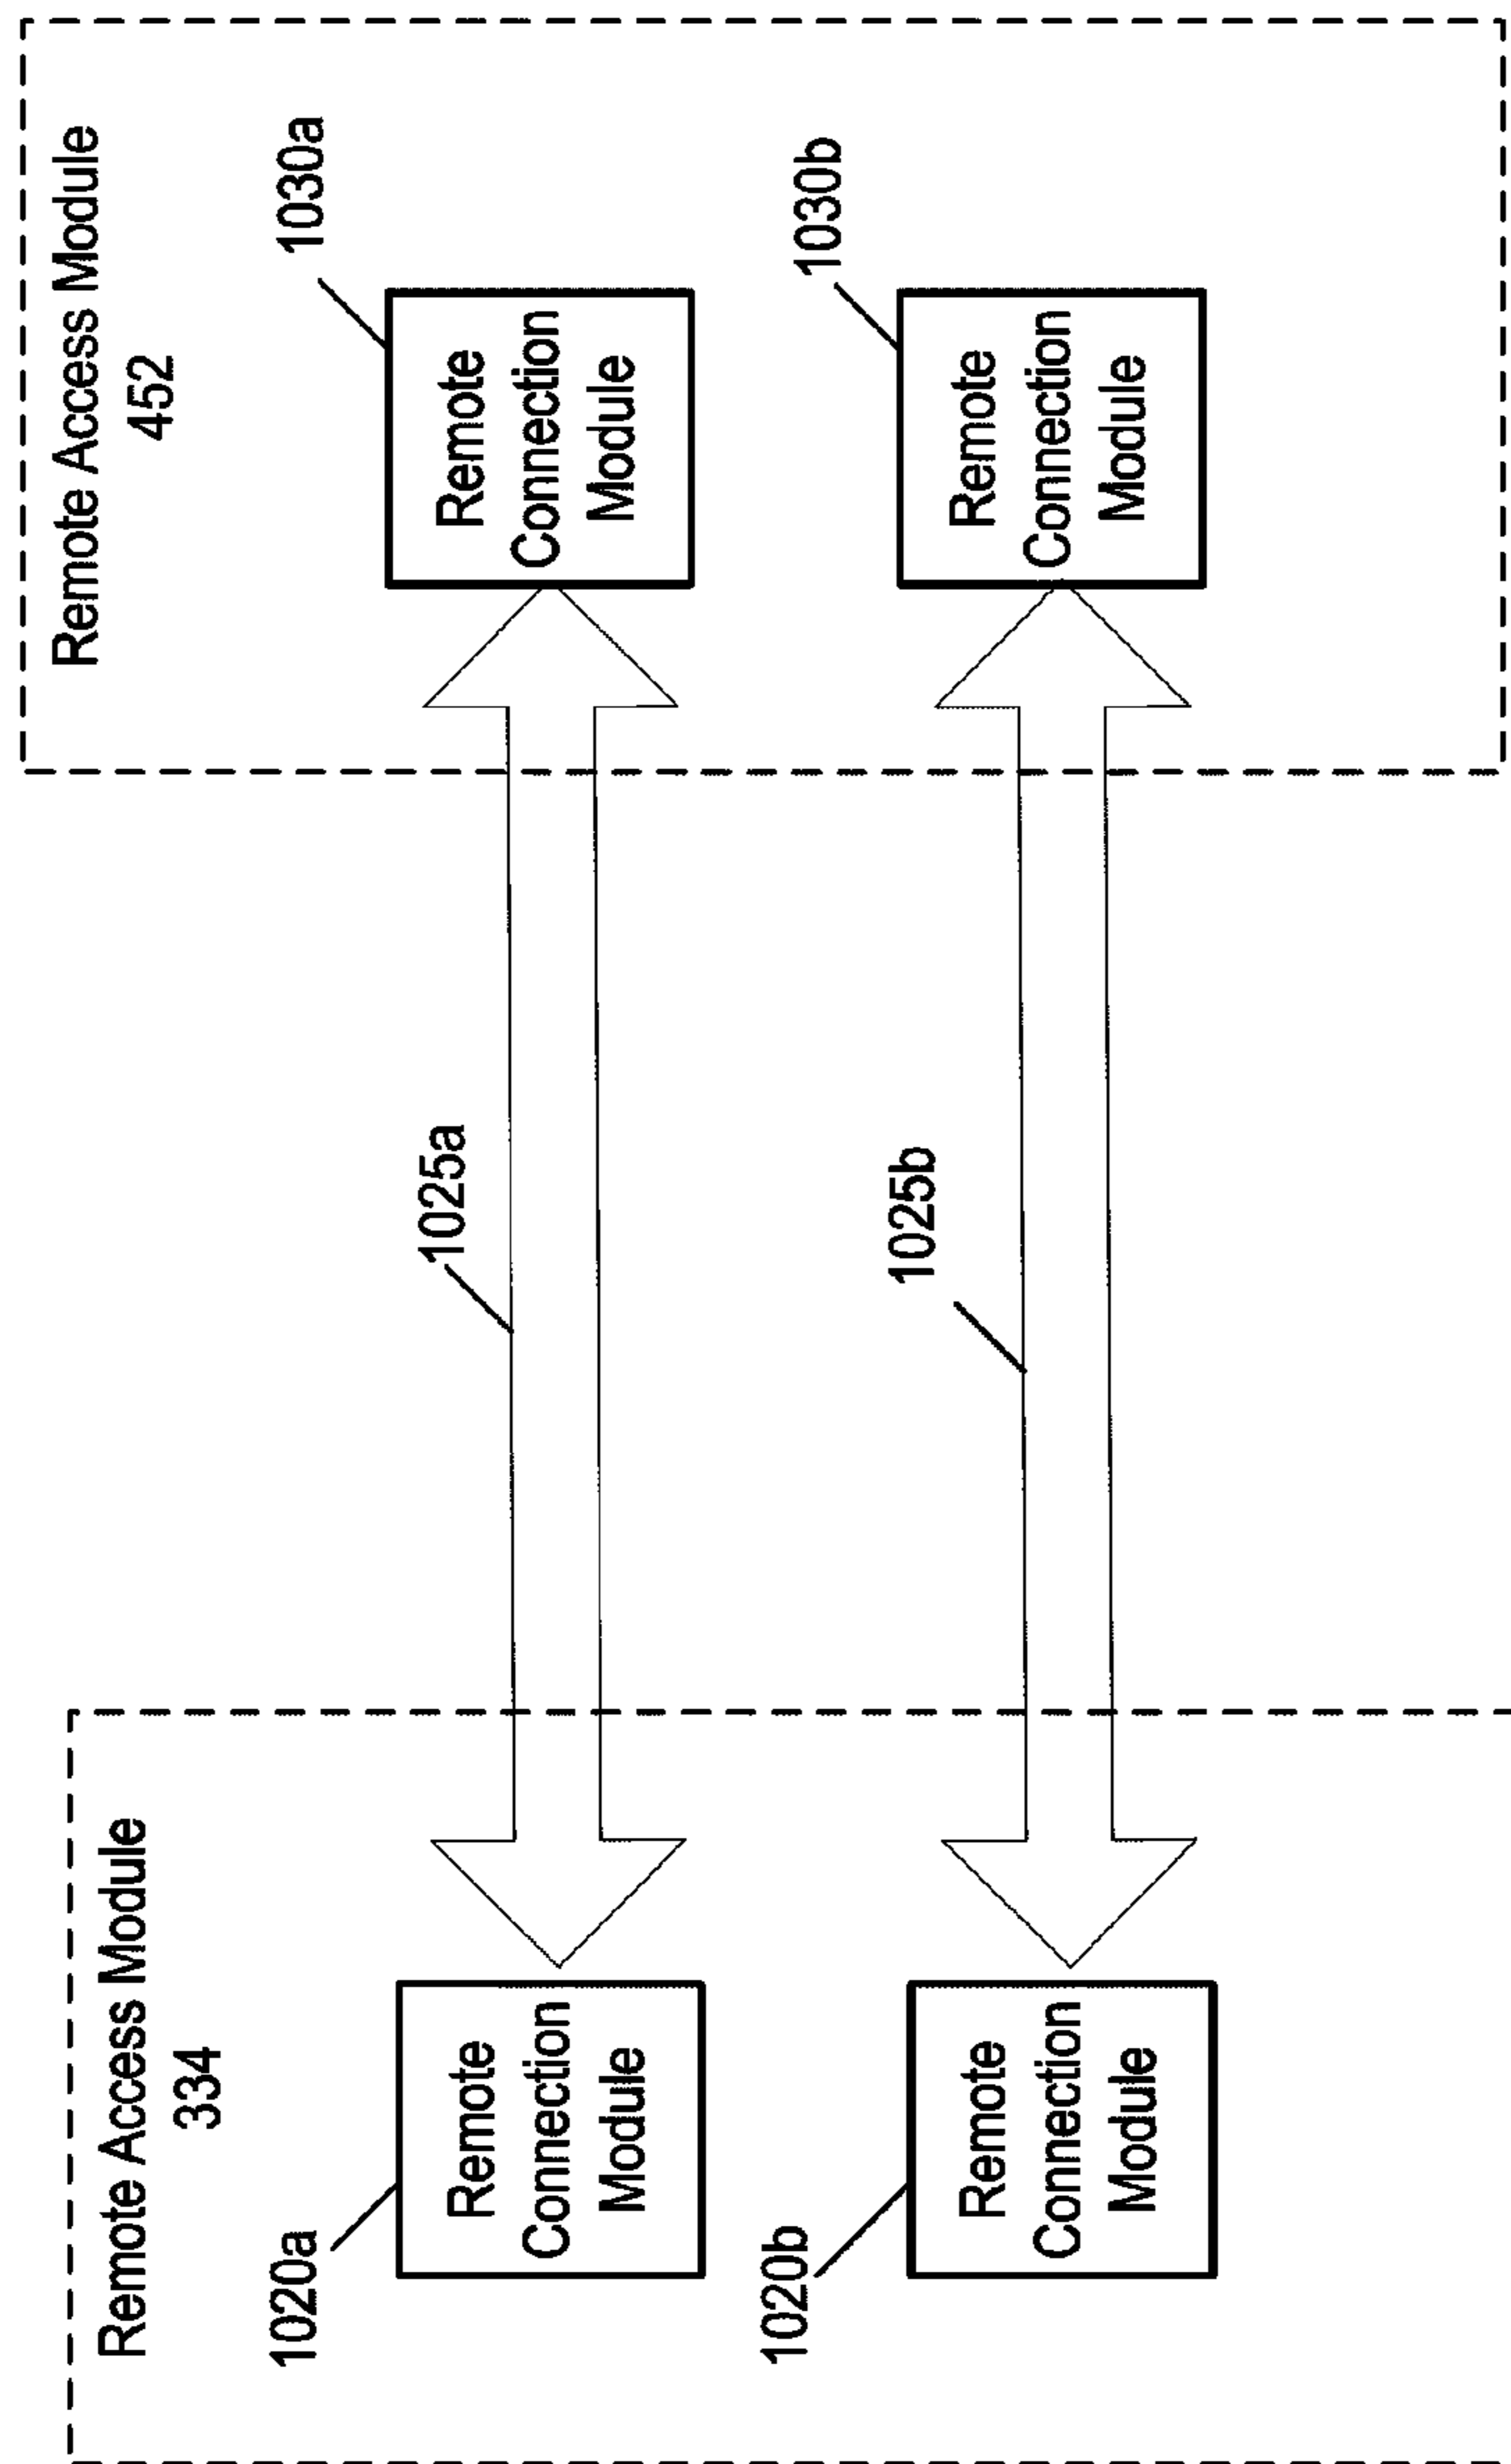 Remote Access Module
334
1020a
Remote
Connection
Module
1020b
Remote
Connection
Module
1025a
1025b
Remote Access Module
452
1030a
Remote
Connection
Module
1030b
Remote
Connection
Module